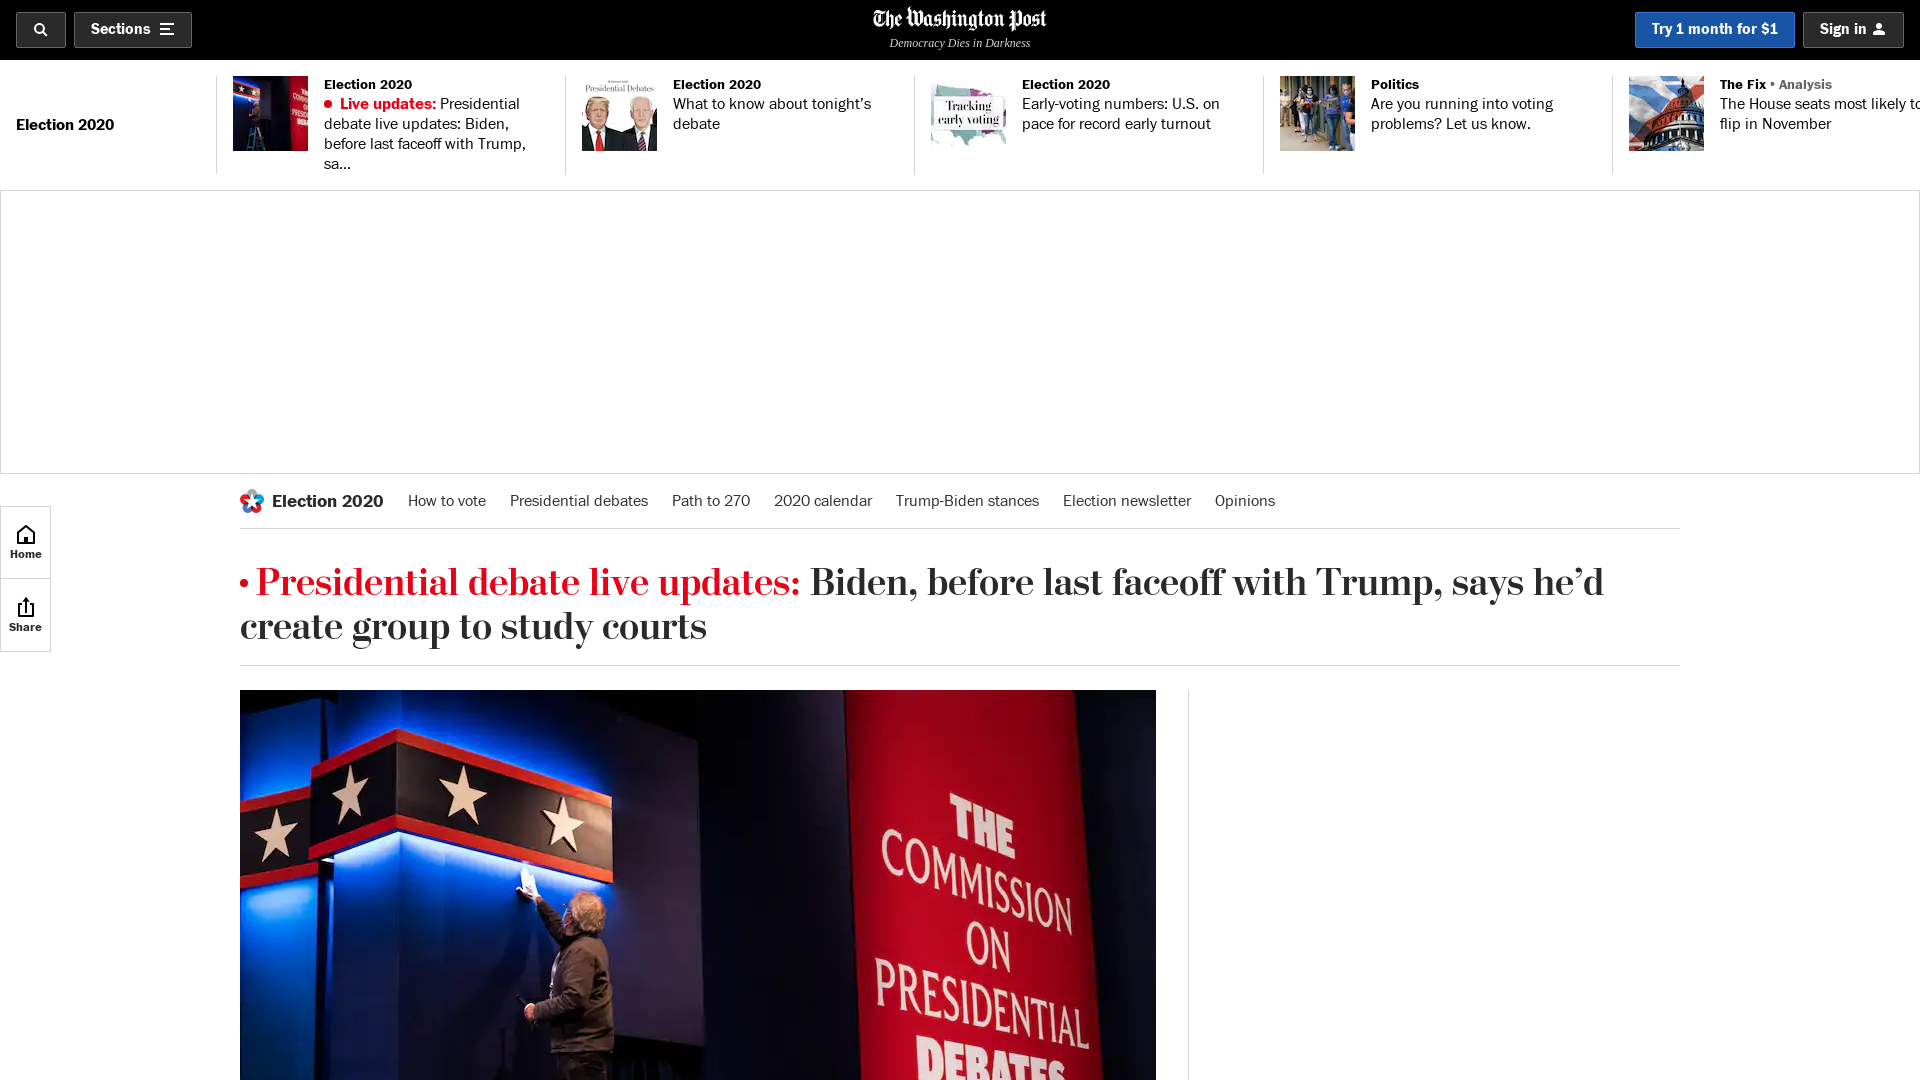 Sections
The Washington Post
Democracy Dies in Darkness
Try 1 month for $1
Sign in
Election 2020
Election 2020
Live updates: Presidential
debate live updates: Biden,
before last faceoff with Trump,
sa...
Presidential Debates
Election 2020
What to know about tonight’s
debate
Tracking
early voting
Election 2020
Early-voting numbers: U.S. on
pace for record early turnout
Politics
Are you running into voting
problems? Let us know.
The Fix • Analysis
The House seats most likely to
flip in November
Election 2020
How to vote
Presidential debates
Path to 270
2020 calendar
Trump-Biden stances
Election newsletter
Opinions
Home
Share
Presidential debate live updates: Biden, before last faceoff with Trump, says he’d
create group to study courts
THE
COMMISSION
ON
PRESIDENTIAL
DEBATES